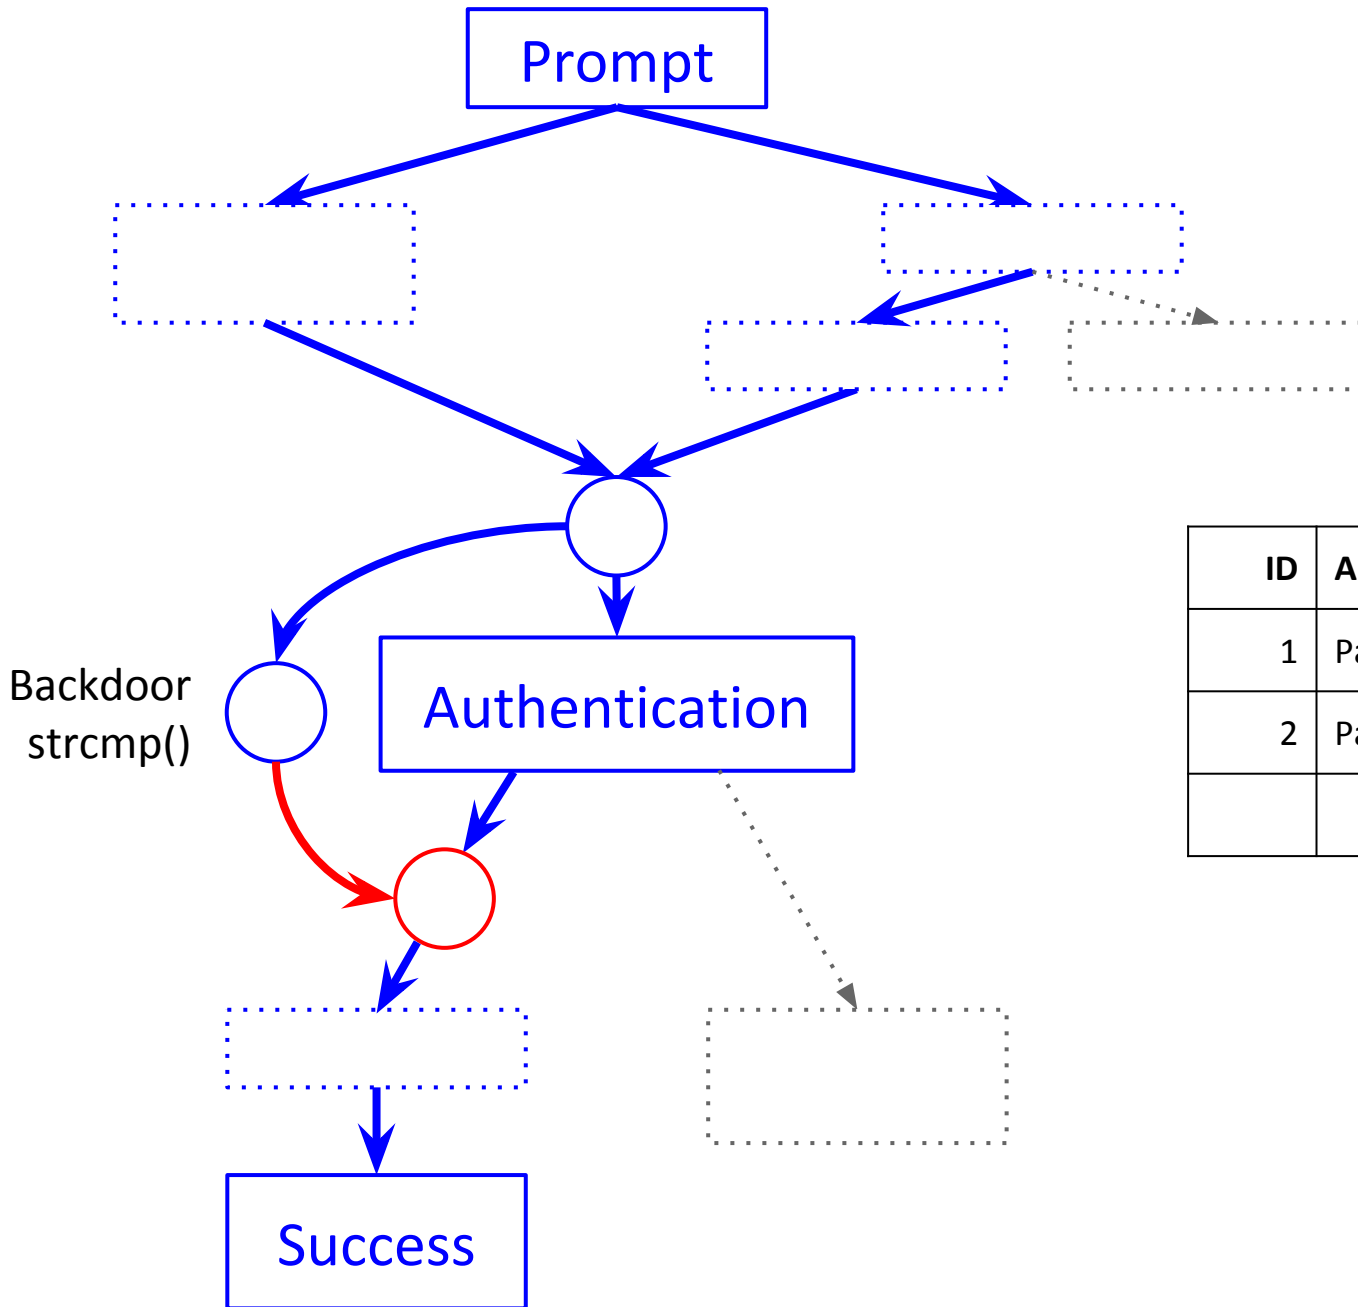 Prompt
ID
1
2
Backdoor
strcmp()
Authentication
Success